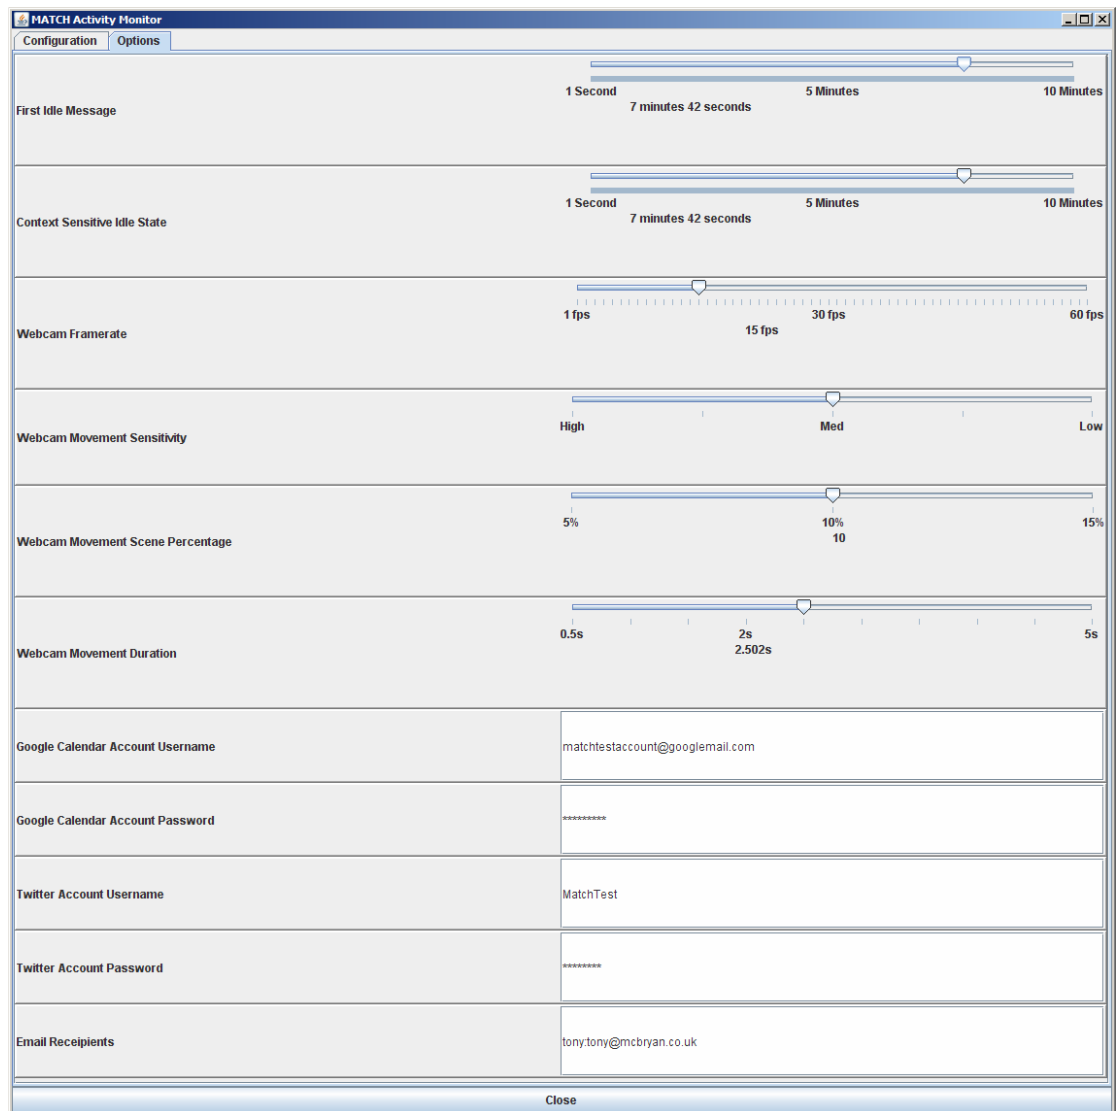 MATCH Activity Monitor
Configuration Options
1 Second 5 Minutes 10 Minutes
First Idle Message 7 minutes 42 seconds
1 Second 5 Minutes 10 Minutes
Context Sensitive Idle State 7 minutes 42 seconds
1 fps 30 fps 60 fps
Webcam Framerate 15 fps
High Med Low
Webcam Movement Sensitivity
5% 10% 15%
Webcam Movement Scene Percentage 10
0.5s 2s 5s
Webcam Movement Duration 2.502s
Google Calendar Account Username matchtestaccount@googlemail.com
Google Calendar Account Password *********
Twitter Account Username MatchTest
Twitter Account Password ********
Email Receipients tony:tony@mcbryan.co.uk
Close